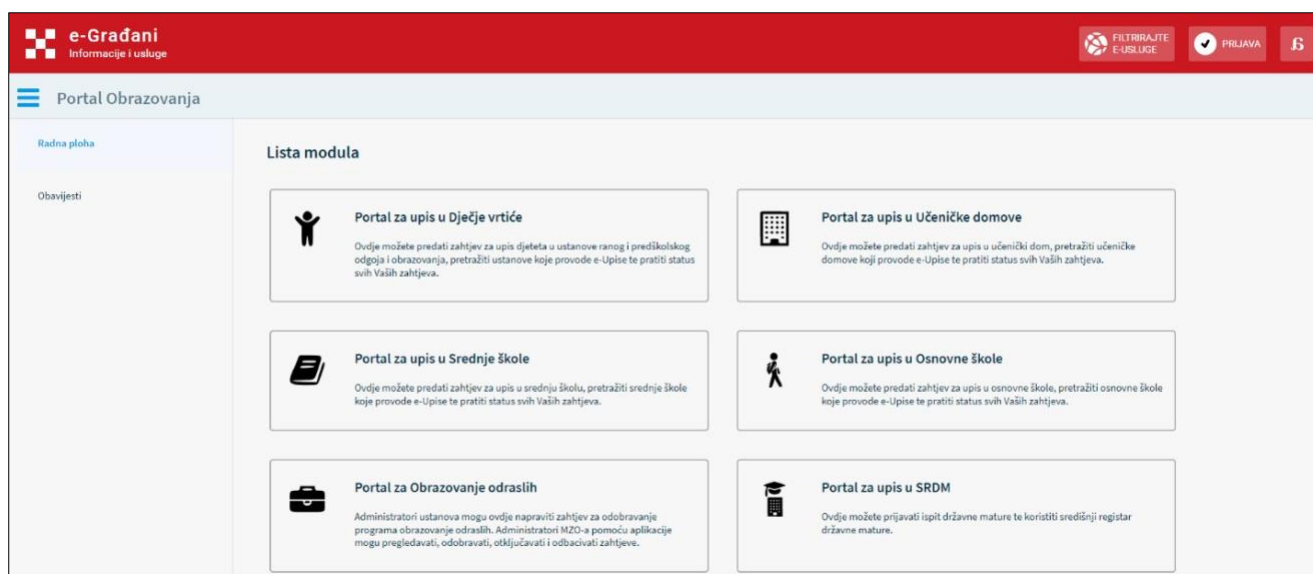 e-Građani
Informacije i usluge
FILTRIRAJTE
E-USLUGE
PRIJAVA
Portal Obrazovanja
Radna ploha
Obavijesti
Lista modula
Portal za upis u Dječje vrtiće
Ovdje možete predati zahtjev za upis djeteta u ustanove ranog i predškolskog
odgoja i obrazovanja, pretražiti ustanove koje provode e-Upise te pratiti status
svih Vaših zahtjeva.
Portal za upis u Učeničke domove
Ovdje možete predati zahtjev za upis u učenički dom, pretražiti učeničke
domove koji provode e-Upise te pratiti status svih Vaših zahtjeva.
Portal za upis u Srednje škole
Ovdje možete predati zahtjev za upis u srednju školu, pretražiti srednje škole
koje provode e-Upise te pratiti status svih Vaših zahtjeva.
Portal za upis u Osnovne škole
Ovdje možete predati zahtjev za upis u osnovne škole, pretražiti osnovne škole
koje provode e-Upise te pratiti status svih Vaših zahtjeva.
Portal za Obrazovanje odraslih
Administratori ustanova mogu ovdje napraviti zahtjev za odobravanje
programa obrazovanje odraslih. Administratori MZO-a pomoću aplikacije
mogu pregledavati, odobravati, otključavati i odbacivati zahtjeve.
Portal za upis u SRDM
Ovdje možete prijavati ispit državne mature te koristiti središnji registar
državne mature.